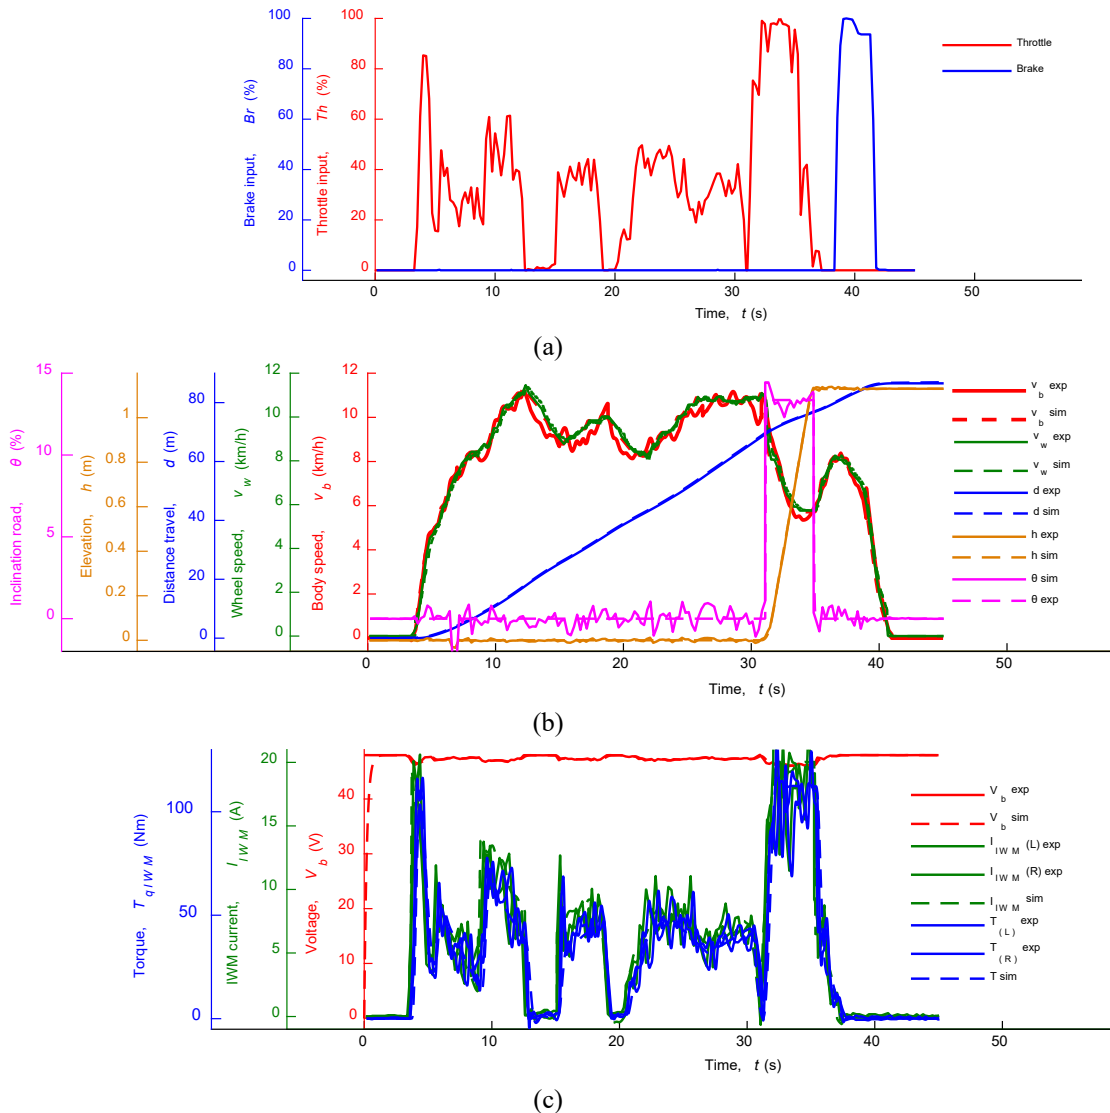 Brake input, Br (%)
100
80
60
40
20
0
Throttle input, Th (%)
100
80
60
40
20
0
Throttle
Brake
0
10
20
30
40
50
Time, t (s)
(a)
Inclination road, θ (%)
15
10
5
0
Elevation, h (m)
1
0.8
0.6
0.4
0.2
0
Distance travel, d (m)
80
60
40
20
0
Wheel speed, v_w (km/h)
12
10
8
6
4
2
0
Body speed, v_b (km/h)
12
10
8
6
4
2
0
v_b exp
v_b sim
v_w exp
v_w sim
d exp
d sim
h exp
h sim
θ sim
θ exp
0
10
20
30
40
50
Time, t (s)
(b)
Torque, T_qIWM (Nm)
100
50
0
IWM current, I_IWM (A)
20
15
10
5
0
Voltage, V_b (V)
40
30
20
10
0
V_b exp
V_b sim
I_IWM (L) exp
I_IWM (R) exp
I_IWM sim
T_(L) exp
T_(R) exp
T sim
0
10
20
30
40
50
Time, t (s)
(c)